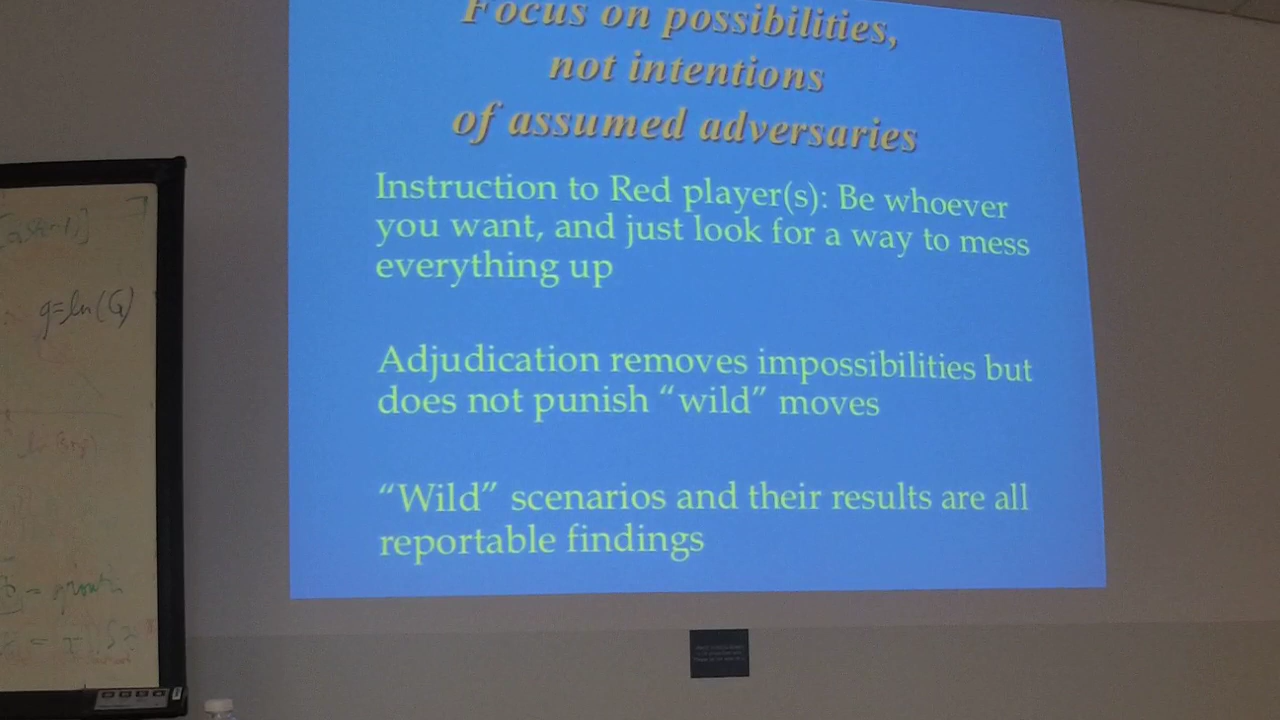 Focus on possibilities,
not intentions
of assumed adversaries
Instruction to Red player(s): Be whoever
you want, and just look for a way to mess
everything up
Adjudication removes impossibilities but
does not punish “wild” moves
“Wild” scenarios and their results are all
reportable findings
g=ln(G)
= growth